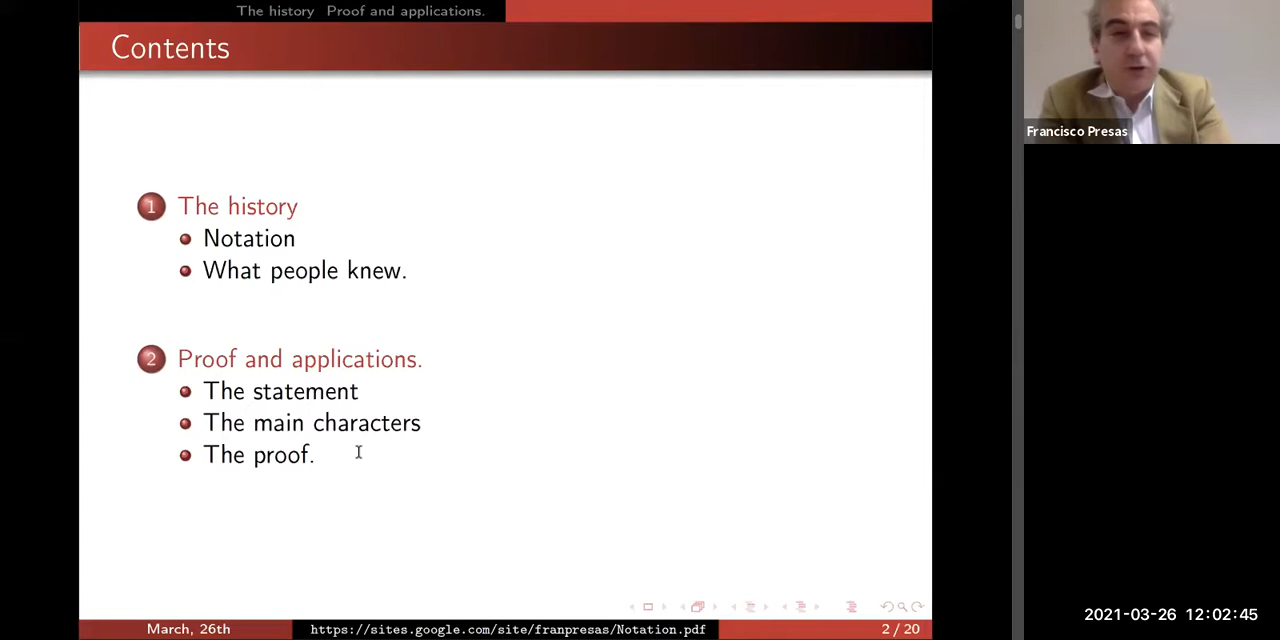 The history Proof and applications.
Contents
1 The history
Notation
What people knew.
2 Proof and applications.
The statement
The main characters
The proof.
Francisco Presas
March, 26th https://sites.google.com/site/franpresas/Notation.pdf 2 / 20
2021-03-26 12:02:45